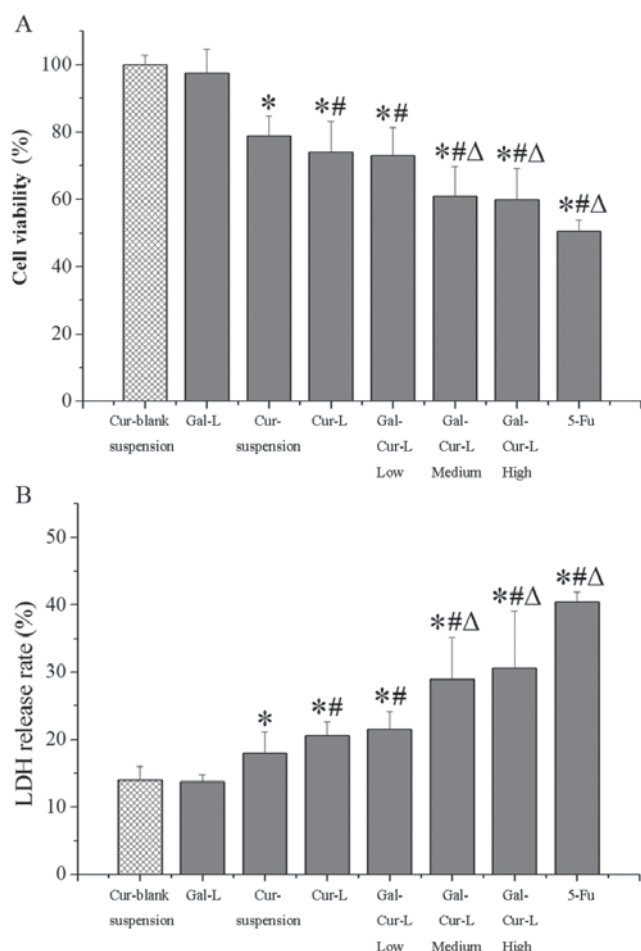 A
Cell viability (%)
100
80
60
40
20
0
*
*#
*#
*#Δ
*#Δ
*#Δ
Cur-blank suspension
Gal-L
Cur-suspension
Cur-L
Gal-Cur-L Low
Gal-Cur-L Medium
Gal-Cur-L High
5-Fu
B
LDH release rate (%)
50
40
30
20
10
0
*
*#
*#
*#Δ
*#Δ
*#Δ
Cur-blank suspension
Gal-L
Cur-suspension
Cur-L
Gal-Cur-L Low
Gal-Cur-L Medium
Gal-Cur-L High
5-Fu